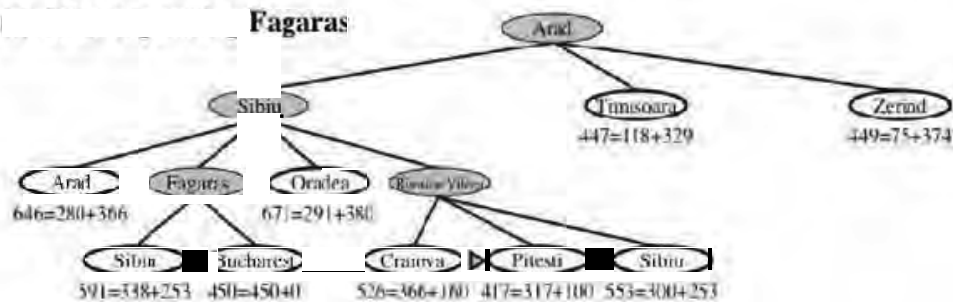 Fagaras
Arad
Sibiu Timisoara Zerind
447=118+329 449=75+374
Arad Fagaras Oradea Rimnicu Vilcea
646=280+366 671=291+380
Sibiu Bucharest Craiova Pitesti Sibiu
591=338+253 450=450+0 526=366+160 417=317+100 553=300+253